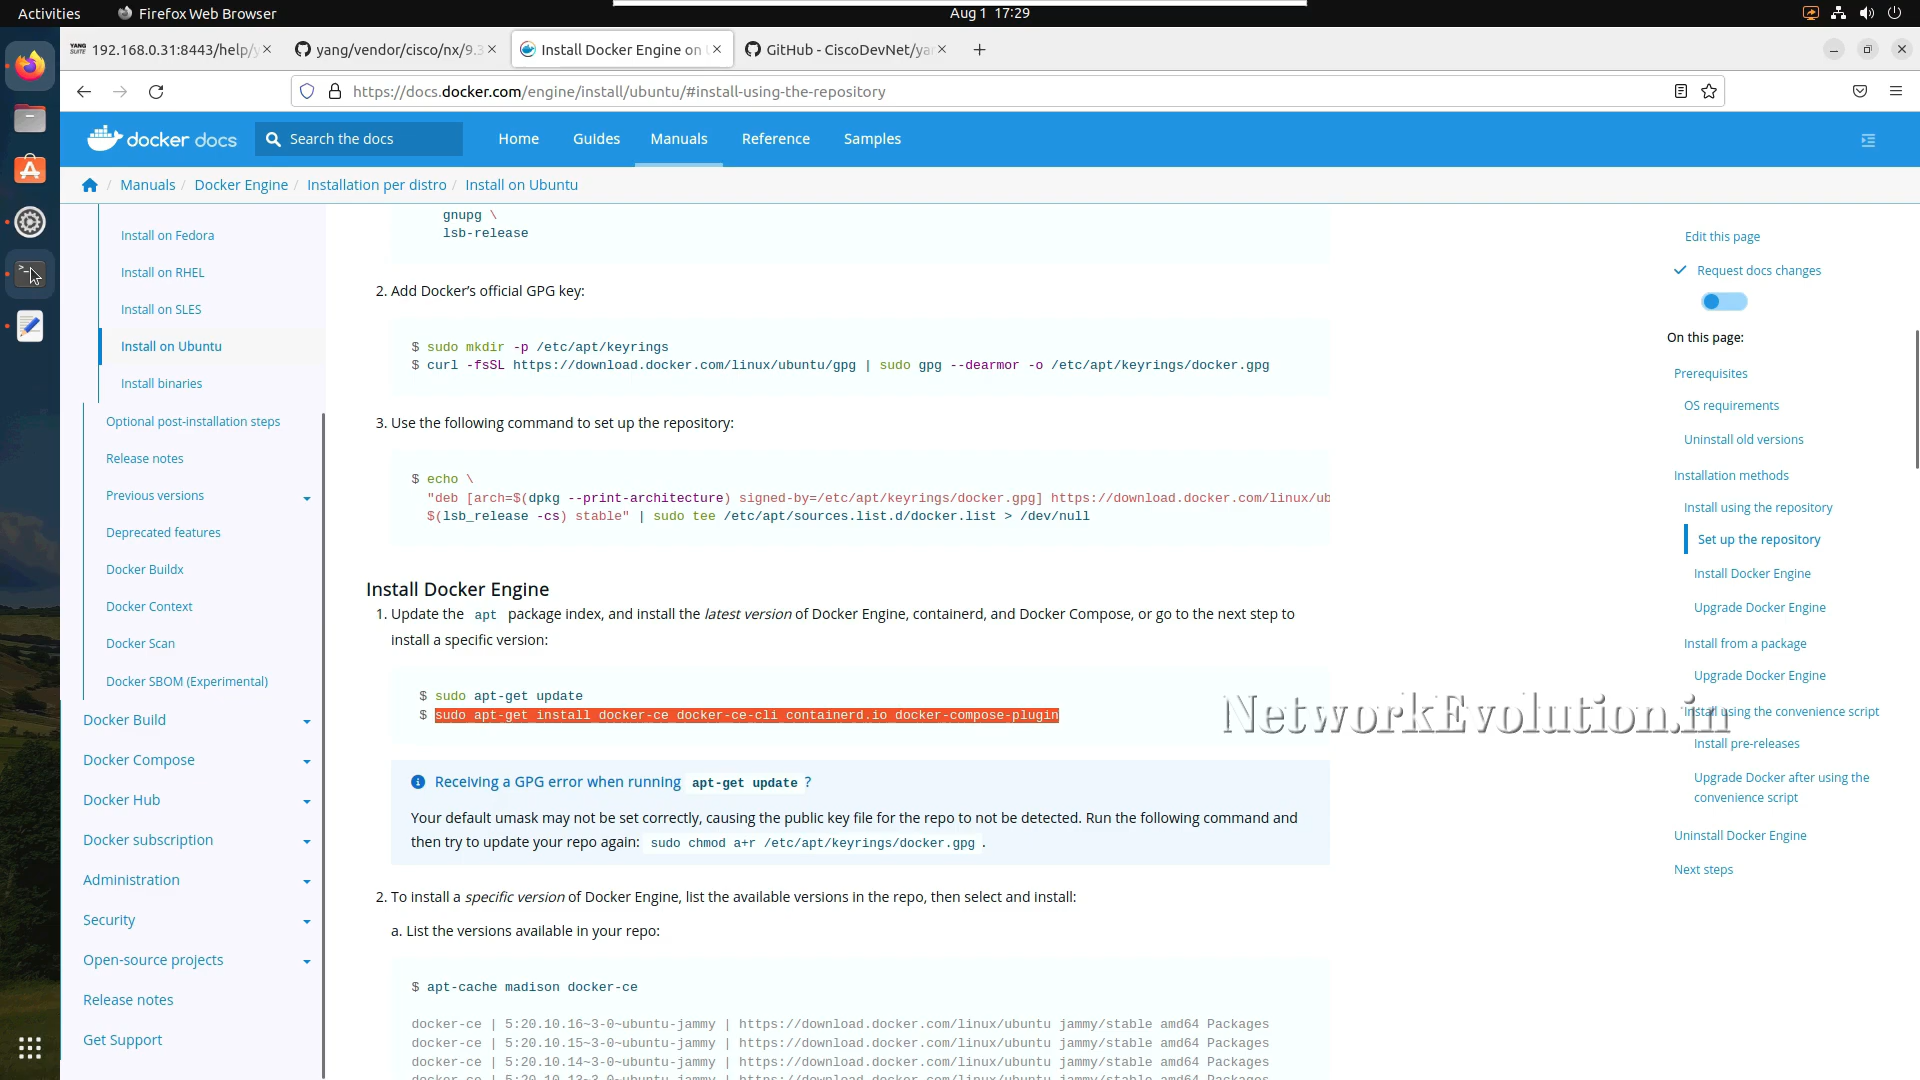 Activities
Firefox Web Browser
Aug 1 17:29
YANG SUITE 192.168.0.31:8443/help/y
yang/vendor/cisco/nx/9.3
Install Docker Engine on
GitHub - CiscoDevNet/ya
https://docs.docker.com/engine/install/ubuntu/#install-using-the-repository
docker docs
Search the docs
Home
Guides
Manuals
Reference
Samples
/ Manuals / Docker Engine / Installation per distro / Install on Ubuntu
Install on Fedora
Install on RHEL
Install on SLES
Install on Ubuntu
Install binaries
Optional post-installation steps
Release notes
Previous versions
Deprecated features
Docker Buildx
Docker Context
Docker Scan
Docker SBOM (Experimental)
Docker Build
Docker Compose
Docker Hub
Docker subscription
Administration
Security
Open-source projects
Release notes
Get Support
gnupg \
lsb-release
2. Add Docker’s official GPG key:
$ sudo mkdir -p /etc/apt/keyrings
$ curl -fsSL https://download.docker.com/linux/ubuntu/gpg | sudo gpg --dearmor -o /etc/apt/keyrings/docker.gpg
3. Use the following command to set up the repository:
$ echo \
"deb [arch=$(dpkg --print-architecture) signed-by=/etc/apt/keyrings/docker.gpg] https://download.docker.com/linux/ub
$(lsb_release -cs) stable" | sudo tee /etc/apt/sources.list.d/docker.list > /dev/null
Install Docker Engine
1. Update the apt package index, and install the latest version of Docker Engine, containerd, and Docker Compose, or go to the next step to
install a specific version:
$ sudo apt-get update
$ sudo apt-get install docker-ce docker-ce-cli containerd.io docker-compose-plugin
Receiving a GPG error when running apt-get update ?
Your default umask may not be set correctly, causing the public key file for the repo to not be detected. Run the following command and
then try to update your repo again: sudo chmod a+r /etc/apt/keyrings/docker.gpg .
2. To install a specific version of Docker Engine, list the available versions in the repo, then select and install:
a. List the versions available in your repo:
$ apt-cache madison docker-ce
docker-ce | 5:20.10.16~3-0~ubuntu-jammy | https://download.docker.com/linux/ubuntu jammy/stable amd64 Packages
docker-ce | 5:20.10.15~3-0~ubuntu-jammy | https://download.docker.com/linux/ubuntu jammy/stable amd64 Packages
docker-ce | 5:20.10.14~3-0~ubuntu-jammy | https://download.docker.com/linux/ubuntu jammy/stable amd64 Packages
docker-ce | 5:20.10.13~3-0~ubuntu-jammy | https://download.docker.com/linux/ubuntu jammy/stable amd64 Packages
Edit this page
Request docs changes
On this page:
Prerequisites
OS requirements
Uninstall old versions
Installation methods
Install using the repository
Set up the repository
Install Docker Engine
Upgrade Docker Engine
Install from a package
Upgrade Docker Engine
NetworkEvolution.in
Install using the convenience script
Install pre-releases
Upgrade Docker after using the
convenience script
Uninstall Docker Engine
Next steps